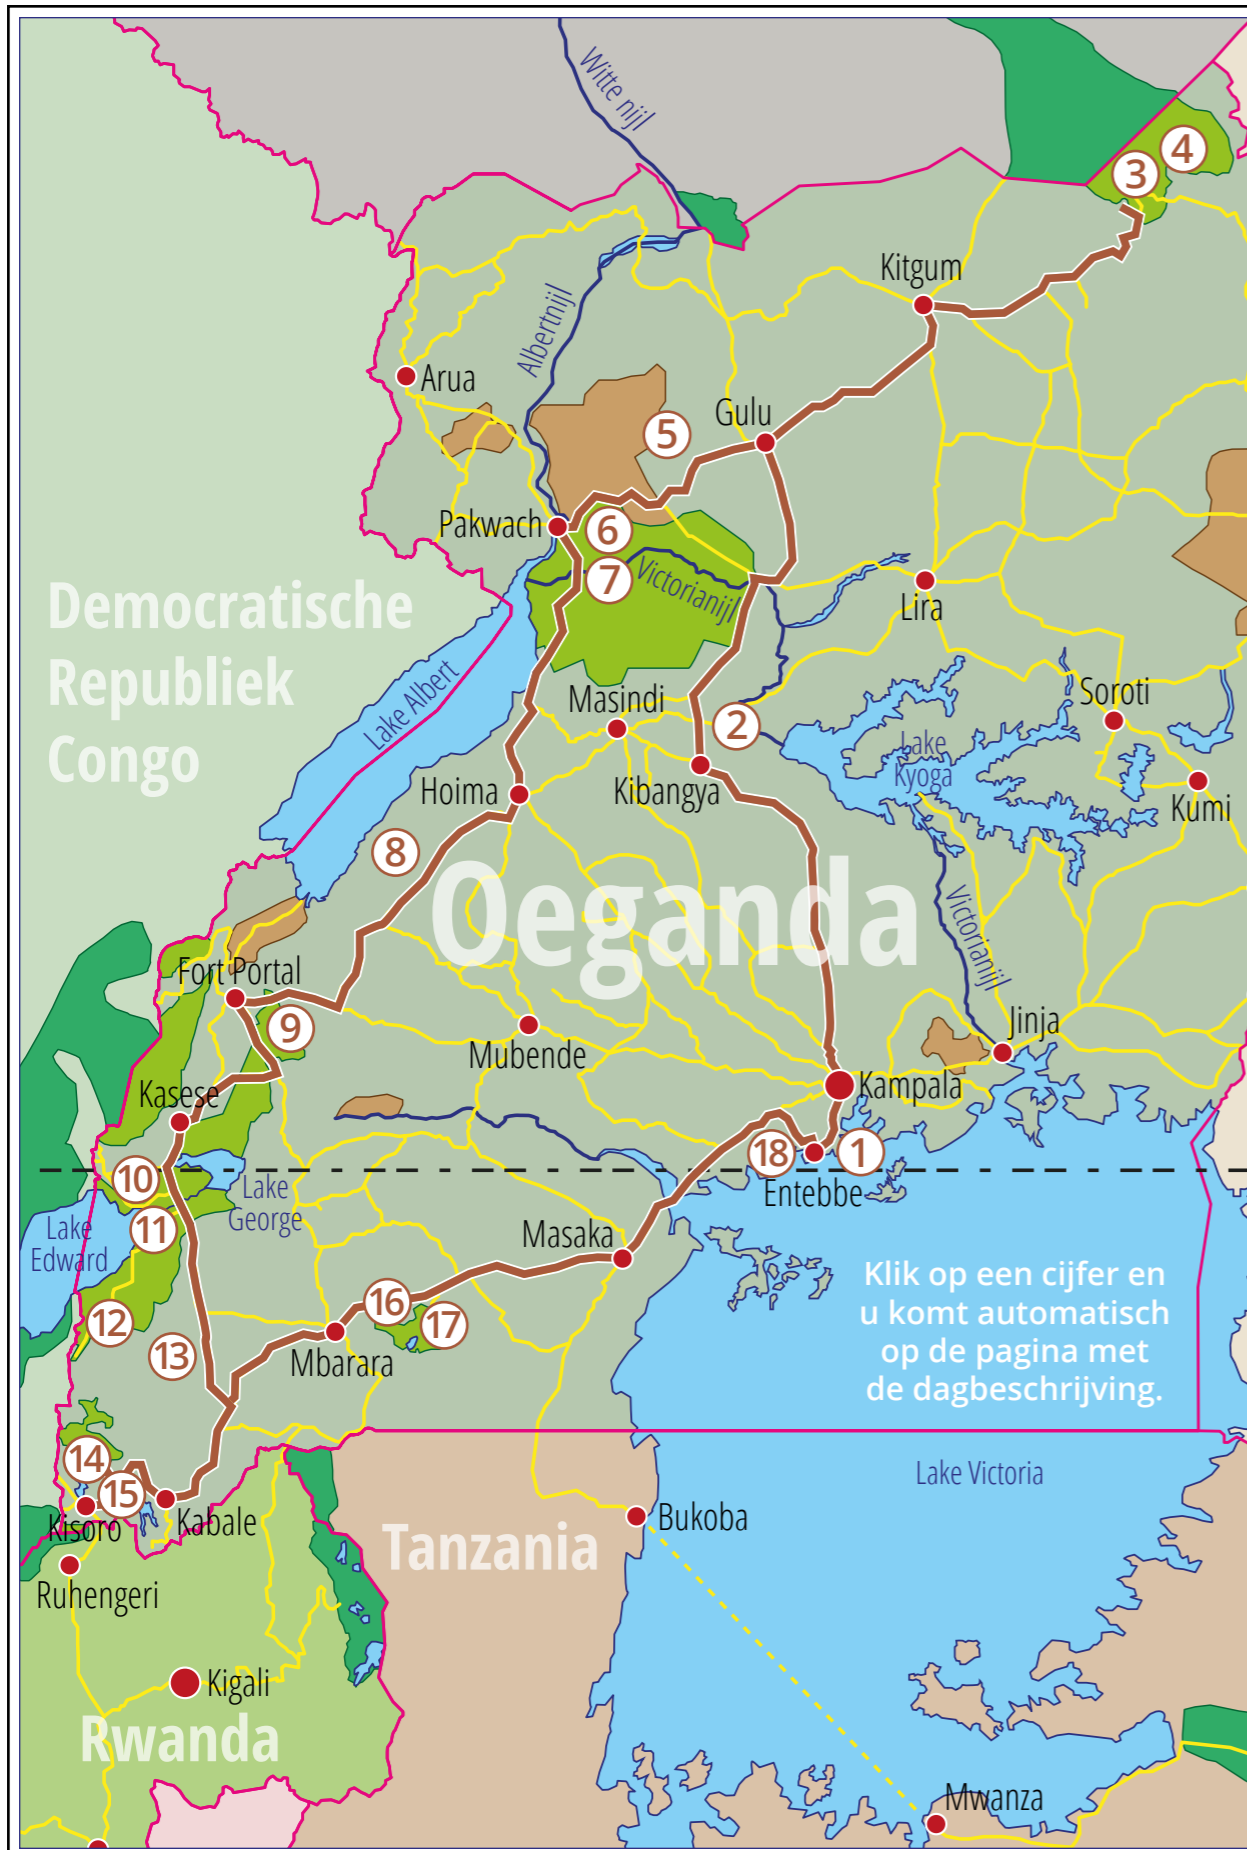 Witte nijl
4
3
Kitgum
Albertnijl
Arua
Gulu
5
Pakwach
6
7
Victorianijl
Lira
Democratische
Republiek
Congo
Lake Albert
Masindi
2
Soroti
Lake
Kyoga
Hoima
Kibangya
Kumi
8
Oeganda
Victorianijl
Fort Portal
9
Mubende
Jinja
Kampala
Kasese
18
1
Entebbe
10
Lake
George
11
Lake
Edward
Masaka
Klik op een cijfer en
u komt automatisch
op de pagina met
de dagbeschrijving.
12
13
16
17
Mbarara
14
15
Kisoro
Kabale
Lake Victoria
Bukoba
Tanzania
Ruhengeri
Kigali
Rwanda
Mwanza